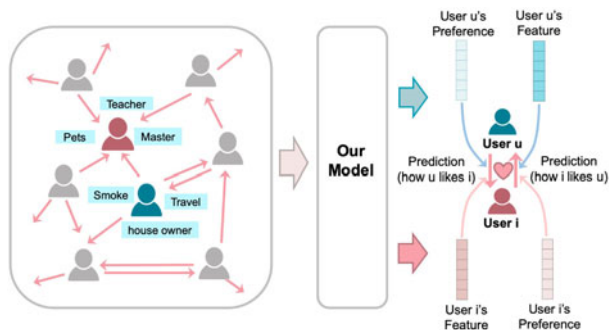 Teacher
Pets
Master
Smoke
Travel
house owner
Our
Model
User u's
Preference
User u's
Feature
User u
Prediction
(how u likes i)
Prediction
(how i likes u)
User i
User i's
Feature
User i's
Preference